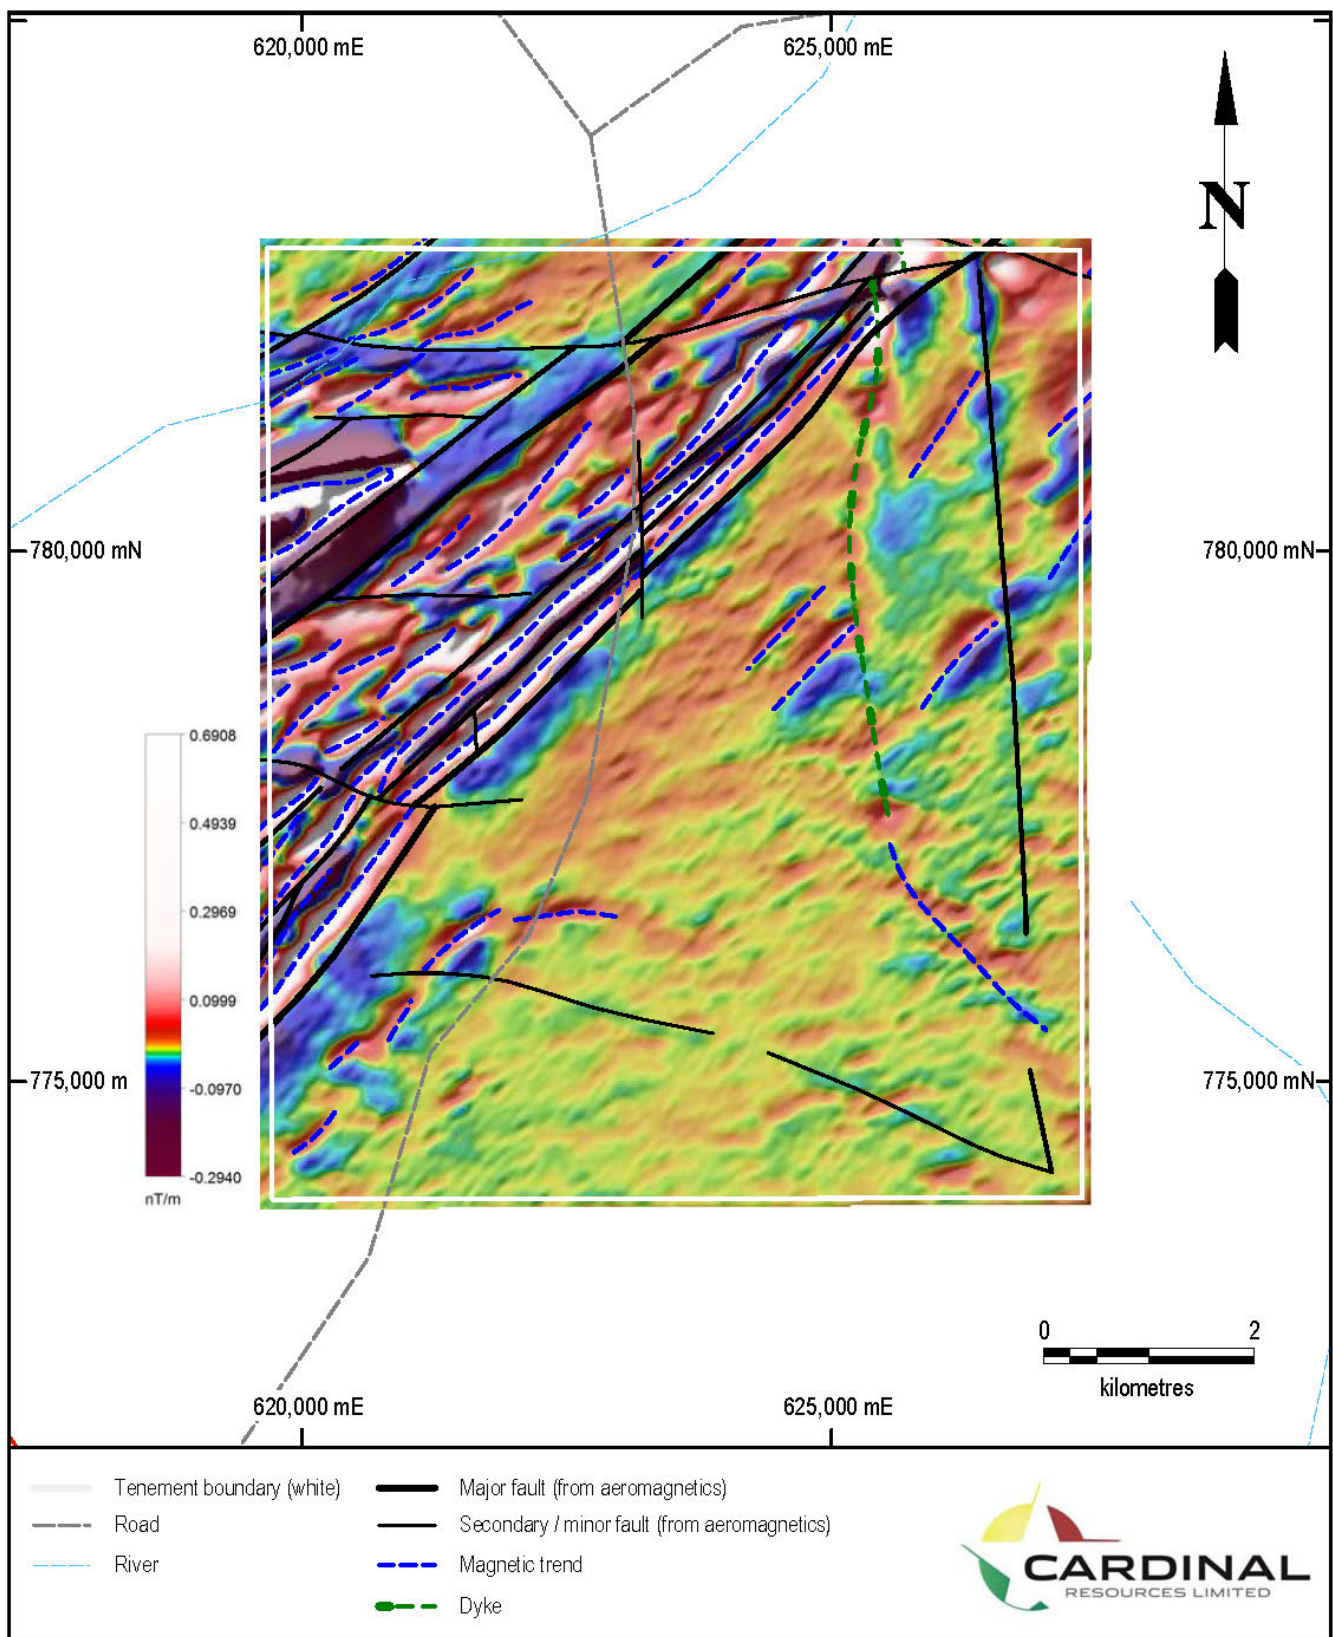 620,000 mE
625,000 mE
N
780,000 mN
780,000 mN
0.6908
0.4939
0.2969
0.0999
-0.0970
-0.2940
nT/m
775,000 m
775,000 mN
0 2
kilometres
620,000 mE
625,000 mE
Tenement boundary (white)
Road
River
Major fault (from aeromagnetics)
Secondary / minor fault (from aeromagnetics)
Magnetic trend
Dyke
CARDINAL
RESOURCES LIMITED